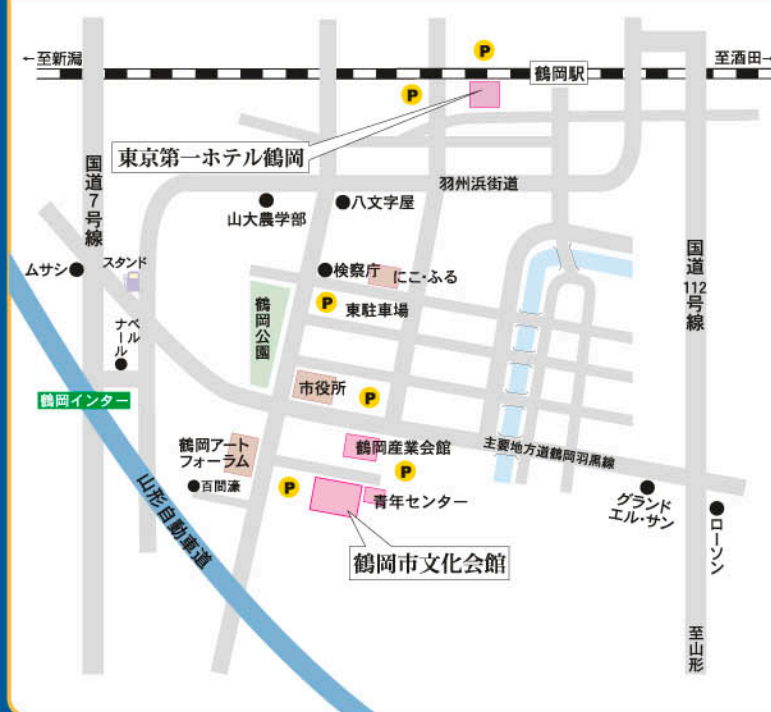 ←至新潟
P
鶴岡駅
至酒田→
P
東京第一ホテル鶴岡
羽州浜街道
国道7号線
山大農学部
八文字屋
ムサシ
スタンド
検察庁
にこ・ふる
国道112号線
P
東駐車場
鶴岡公園
ベル
ナール
市役所
P
鶴岡インター
鶴岡アート
フォーラム
鶴岡産業会館
主要地方道鶴岡羽黒線
P
百間濠
P
青年センター
グランド
エル・サン
ローソン
山形自動車道
鶴岡市文化会館
至山形